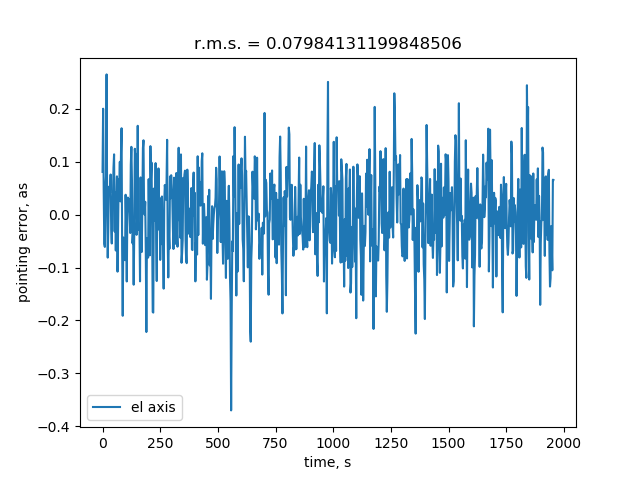 r.m.s. = 0.07984131199848506
0.2
0.1
0.0
−0.1
−0.2
−0.3
−0.4
pointing error, as
el axis
0 250 500 750 1000 1250 1500 1750 2000
time, s